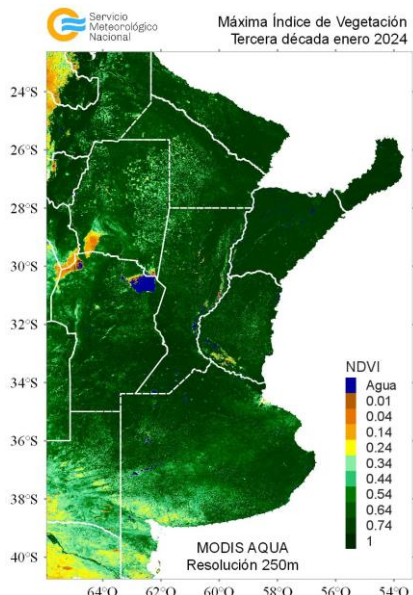 Servicio
Meteorológico
Nacional
Máxima Índice de Vegetación
Tercera década enero 2024
24°S
26°S
28°S
30°S
32°S
34°S
36°S
38°S
40°S
NDVI
Agua
0.01
0.04
0.14
0.24
0.34
0.44
0.54
0.64
0.74
1
MODIS AQUA
Resolución 250m
64°O 62°O 60°O 58°O 56°O 54°O